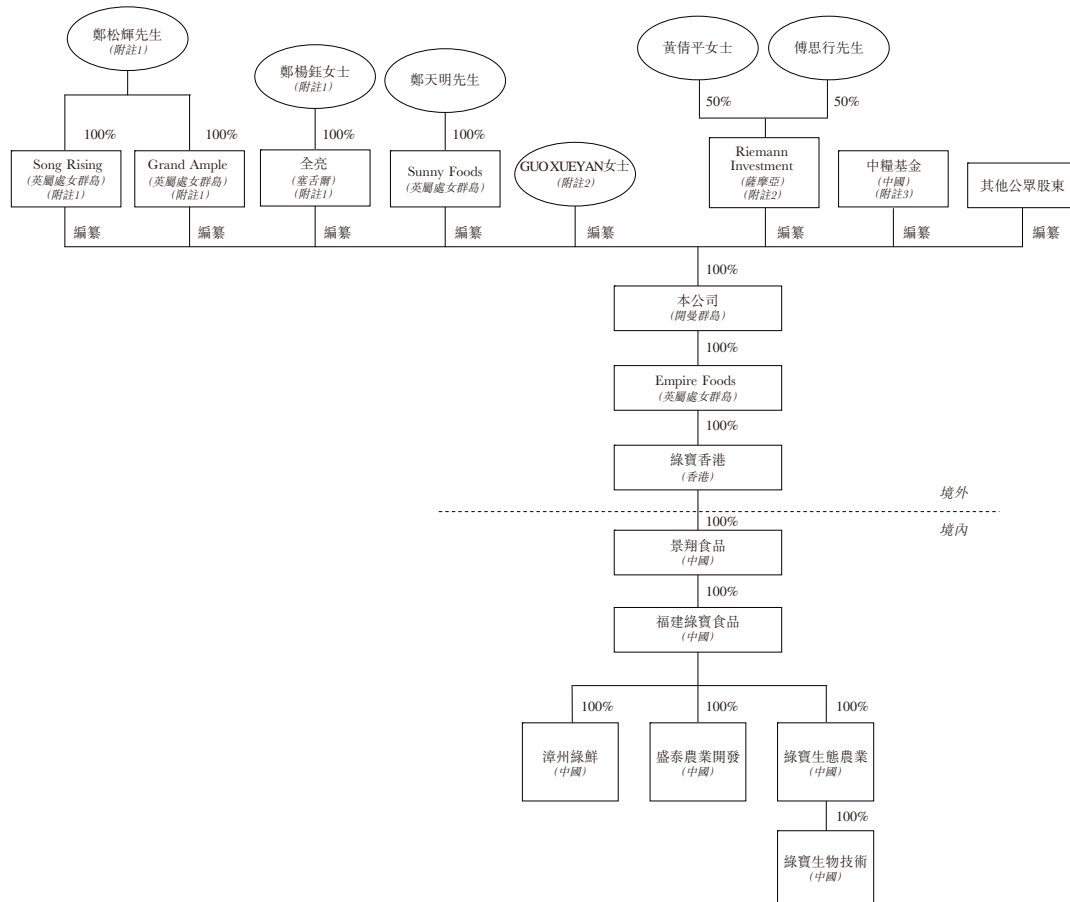 鄭松輝先生
(附註1)
鄭楊鈺女士
(附註1)
鄭天明先生
黃倩平女士
傅思行先生
100%
100%
100%
100%
50%
50%
Song Rising
(英屬處女群島)
(附註1)
Grand Ample
(英屬處女群島)
(附註1)
全亮
(塞舌爾)
(附註1)
Sunny Foods
(英屬處女群島)
GUO XUEYAN女士
(附註2)
Riemann
Investment
(薩摩亞)
(附註2)
中糧基金
(中國)
(附註3)
其他公眾股東
編纂
編纂
編纂
編纂
編纂
編纂
編纂
編纂
100%
本公司
(開曼群島)
100%
Empire Foods
(英屬處女群島)
100%
綠寶香港
(香港)
境外
境內
100%
景翔食品
(中國)
100%
福建綠寶食品
(中國)
100%
100%
100%
漳州綠鮮
(中國)
盛泰農業開發
(中國)
綠寶生態農業
(中國)
100%
綠寶生物技術
(中國)